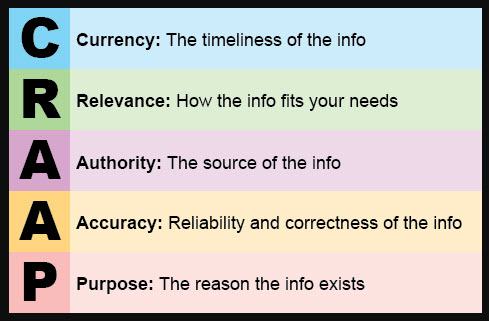 C Currency: The timeliness of the info
R Relevance: How the info fits your needs
A Authority: The source of the info
A Accuracy: Reliability and correctness of the info
P Purpose: The reason the info exists